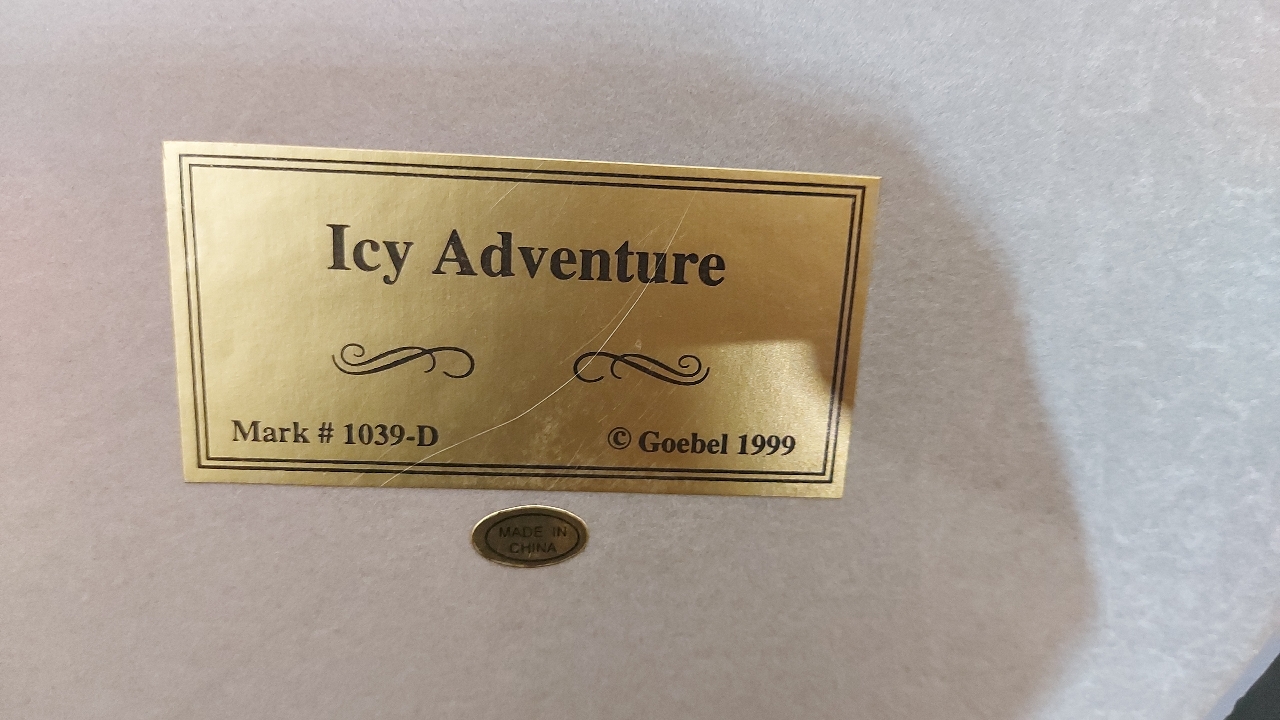 Icy Adventure
Mark # 1039-D
© Goebel 1999
MADE IN
CHINA